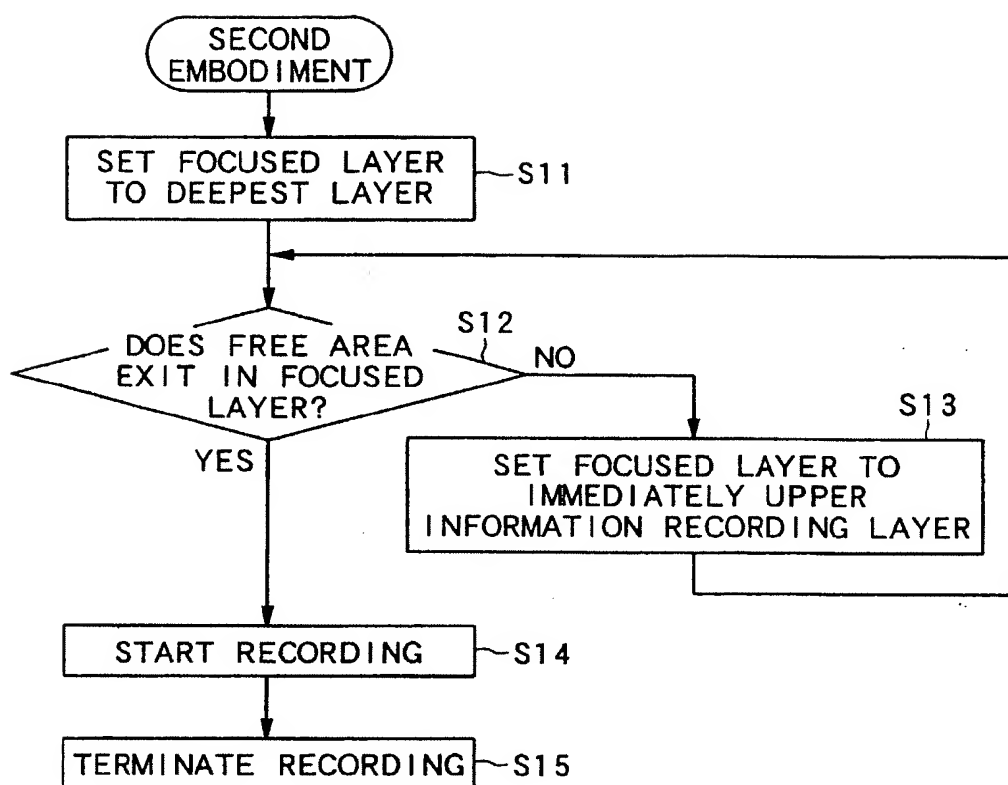 SECOND
EMBODIMENT
SET FOCUSED LAYER
TO DEEPEST LAYER
S11
S12
DOES FREE AREA
EXIT IN FOCUSED
LAYER?
NO
YES
S13
SET FOCUSED LAYER TO
IMMEDIATELY UPPER
INFORMATION RECORDING LAYER
START RECORDING
S14
TERMINATE RECORDING
S15